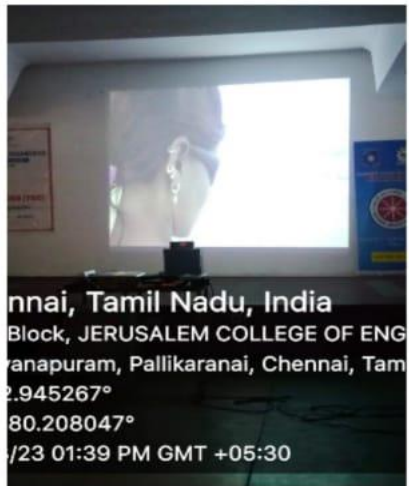 nnai, Tamil Nadu, India
Block, JERUSALEM COLLEGE OF ENG
vanapuram, Pallikaranai, Chennai, Tam
2.945267°
80.208047°
/23 01:39 PM GMT +05:30